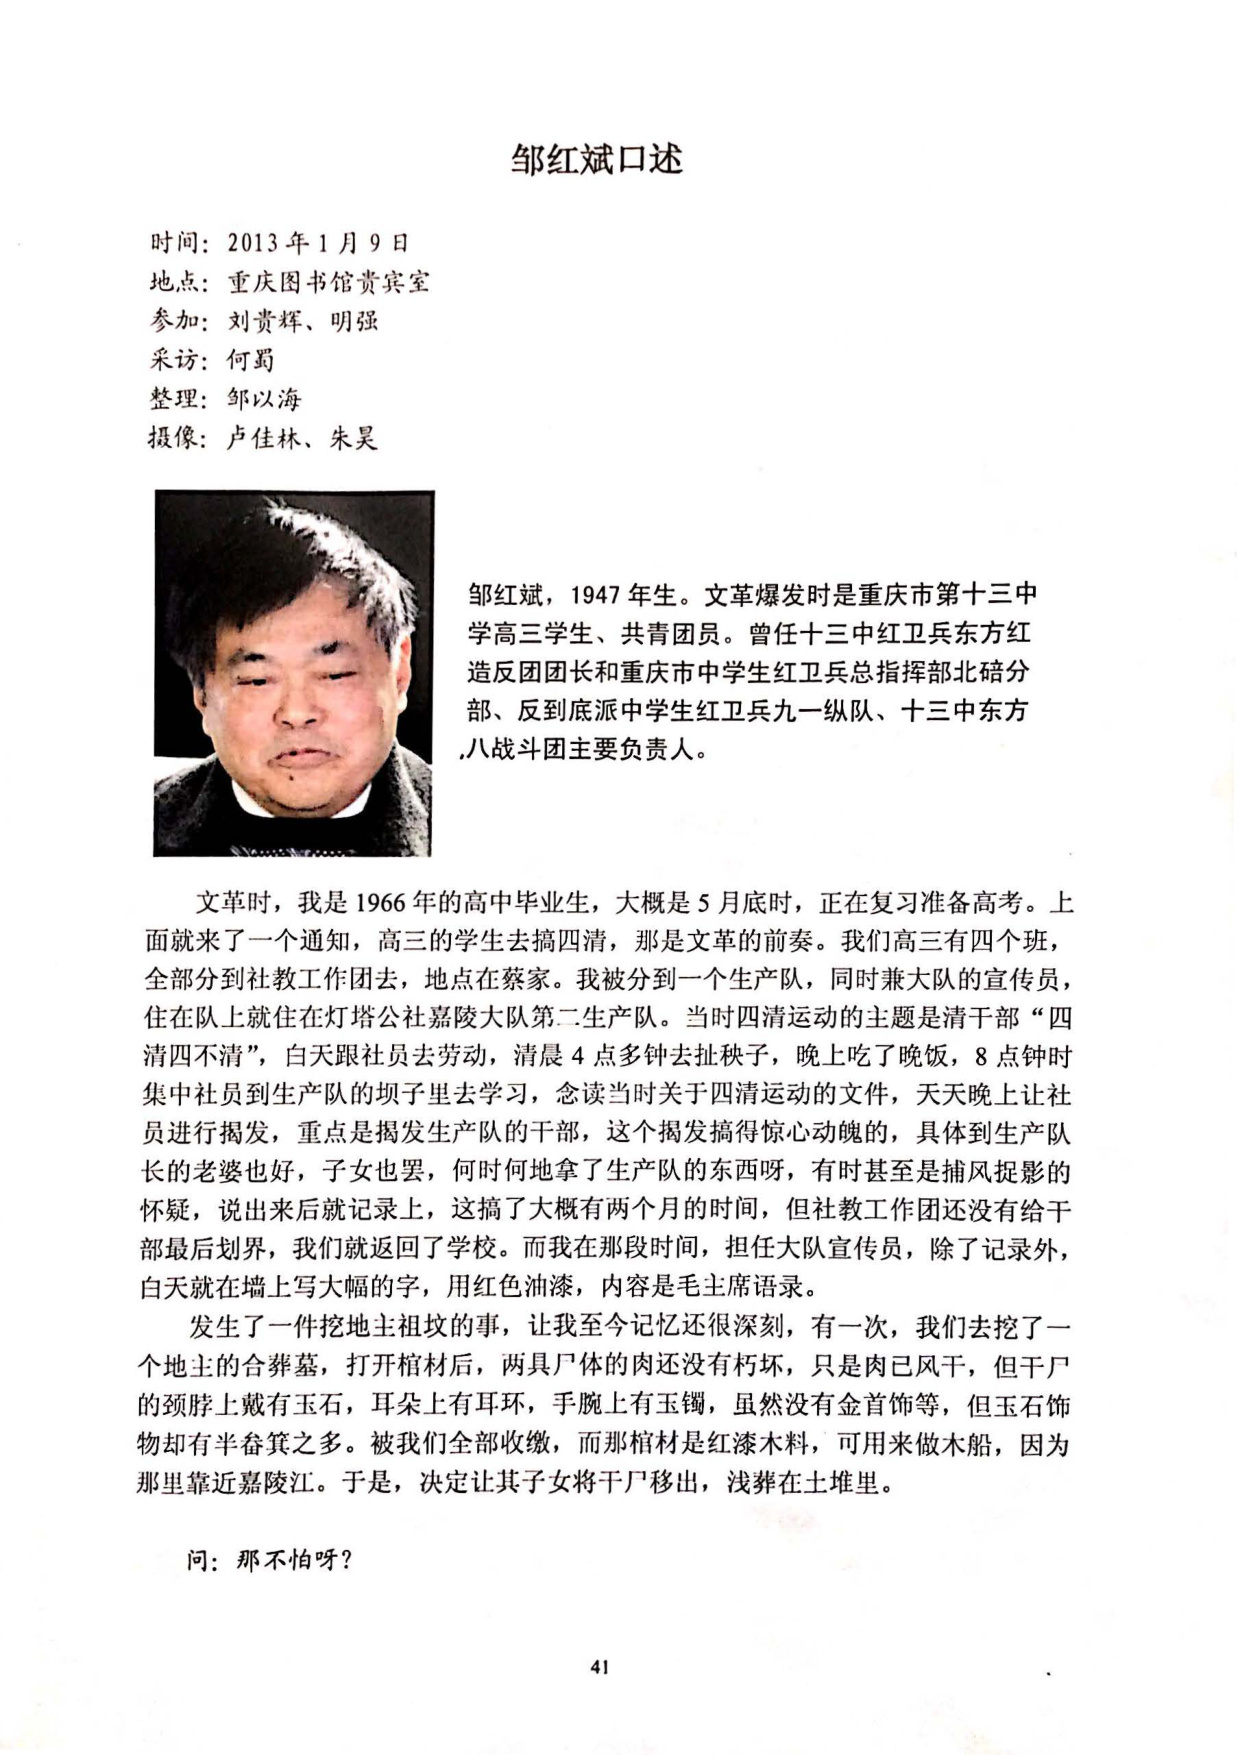 邹红斌口述
时间：2013年1月9日
地点：重庆图书馆贵宾室
参加：刘贵辉、明强
采访：何蜀
整理：邹以海
摄像：卢佳林、朱昊
邹红斌，1947年生。文革爆发时是重庆市第十三中
学高三学生、共青团员。曾任十三中红卫兵东方红
造反团团长和重庆市中学生红卫兵总指挥部北碚分
部、反到底派中学生红卫兵九一纵队、十三中东方
八战斗团主要负责人。
文革时，我是1966年的高中毕业生，大概是5月底时，正在复习准备高考。上
面就来了一个通知，高三的学生去搞四清，那是文革的前奏。我们高三有四个班，
全部分到社教工作团去，地点在蔡家。我被分到一个生产队，同时兼大队的宣传员，
住在队上就住在灯塔公社嘉陵大队第二生产队。当时四清运动的主题是清干部“四
清四不清”，白天跟社员去劳动，清晨4点多钟去扯秧子，晚上吃了晚饭，8点钟时
集中社员到生产队的坝子里去学习，念读当时关于四清运动的文件，天天晚上让社
员进行揭发，重点是揭发生产队的干部，这个揭发搞得惊心动魄的，具体到生产队
长的老婆也好，子女也罢，何时何地拿了生产队的东西呀，有时甚至是捕风捉影的
怀疑，说出来后就记录上，这搞了大概有两个月的时间，但社教工作团还没有给干
部最后划界，我们就返回了学校。而我在那段时间，担任大队宣传员，除了记录外，
白天就在墙上写大幅的字，用红色油漆，内容是毛主席语录。
发生了一件挖地主祖坟的事，让我至今记忆还很深刻，有一次，我们去挖了一
个地主的合葬墓，打开棺材后，两具尸体的肉还没有朽坏，只是肉已风干，但干尸
的颈脖上戴有玉石，耳朵上有耳环，手腕上有玉镯，虽然没有金首饰等，但玉石饰
物却有半畚箕之多。被我们全部收缴，而那棺材是红漆木料，可用来做木船，因为
那里靠近嘉陵江。于是，决定让其子女将干尸移出，浅葬在土堆里。
问：那不怕呀？
41